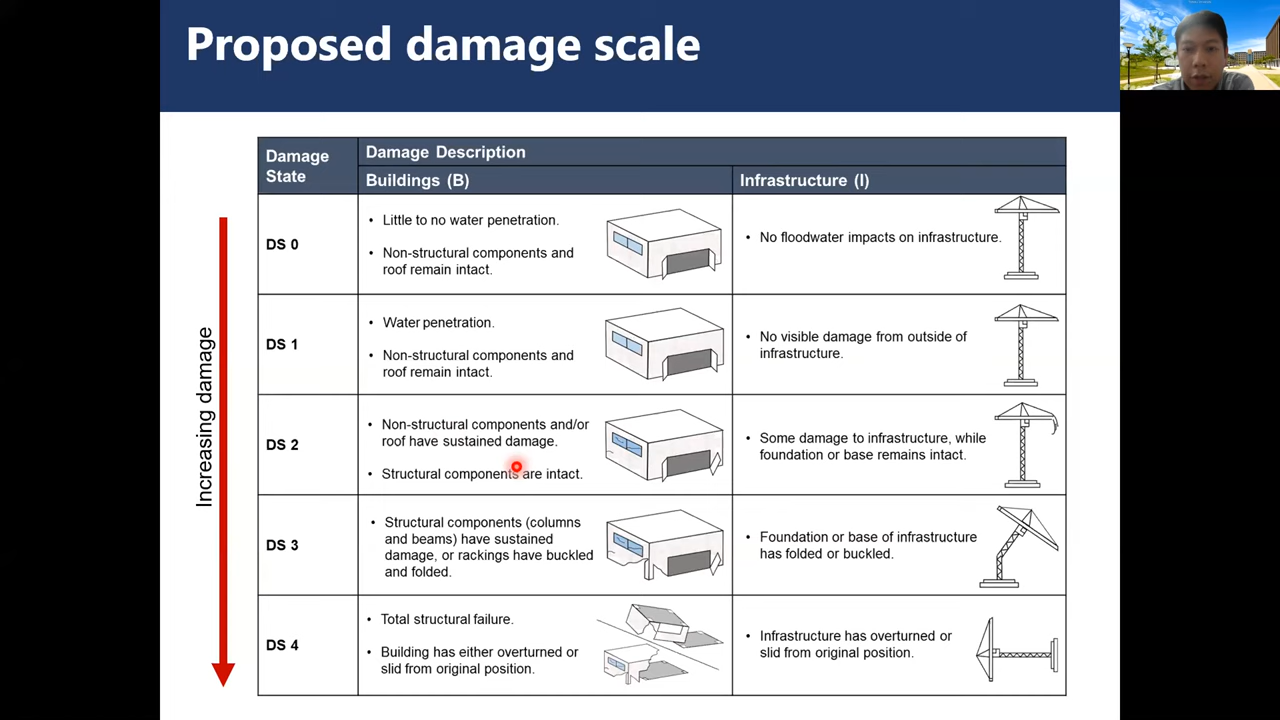 Proposed damage scale
Damage
State
Damage Description
Buildings (B)
Infrastructure (I)
Increasing damage
DS 0
• Little to no water penetration.
• Non-structural components and
roof remain intact.
• No floodwater impacts on infrastructure.
DS 1
• Water penetration.
• Non-structural components and
roof remain intact.
• No visible damage from outside of
infrastructure.
DS 2
• Non-structural components and/or
roof have sustained damage.
• Structural components are intact.
• Some damage to infrastructure, while
foundation or base remains intact.
DS 3
• Structural components (columns
and beams) have sustained
damage, or rackings have buckled
and folded.
• Foundation or base of infrastructure
has folded or buckled.
DS 4
• Total structural failure.
• Building has either overturned or
slid from original position.
• Infrastructure has overturned or
slid from original position.